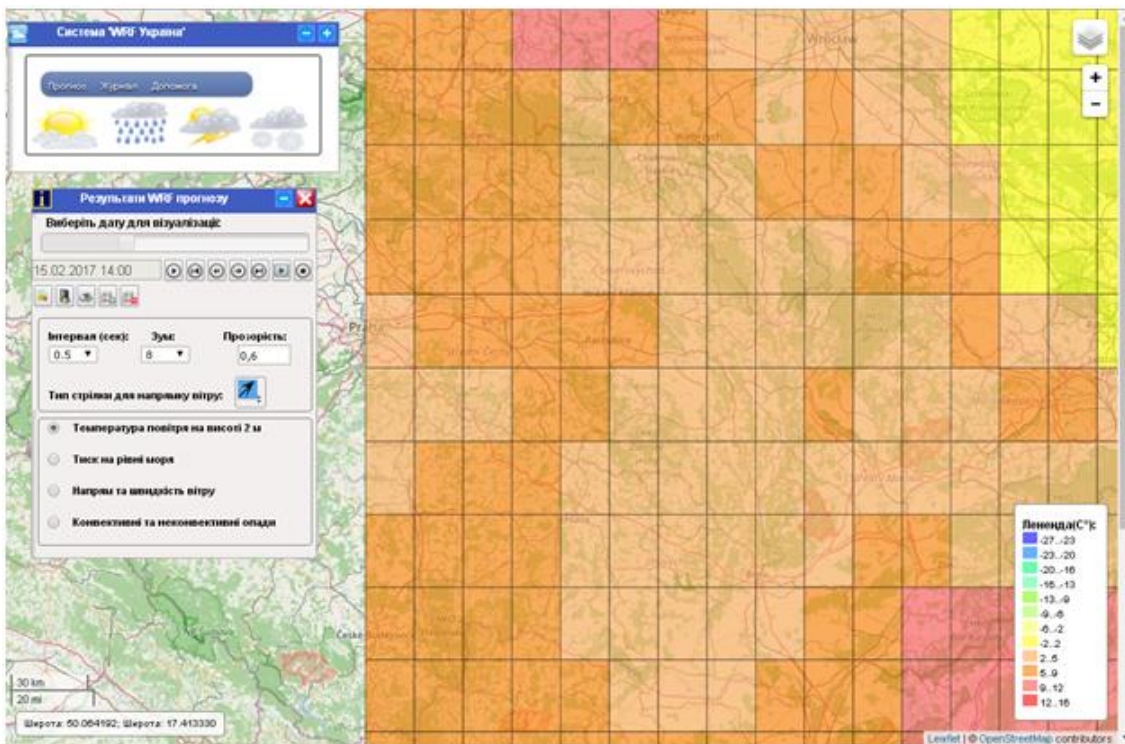 Система 'WRF Україна'
Прогноз Журнал Допомога
Результати WRF прогнозу
Виберіть дату для візуалізації:
15.02.2017 14:00
Інтервал (сек): Зум: Прозорість:
0.5 8 0,6
Тип стрілки для напрямку вітру:
Температура повітря на висоті 2 м
Тиск на рівні моря
Напрям та швидкість вітру
Конвективні та неконвективні опади
Wrocław
Praha
Pardubice
+
−
Легенда(C°):
-27..-23
-23..-20
-20..-16
-16..-13
-13..-9
-9..-6
-6..-2
-2..2
2..5
5..9
9..12
12..16
30 km
20 mi
Широта: 50.064192; Широта: 17.413330
Leaflet | © OpenStreetMap contributors